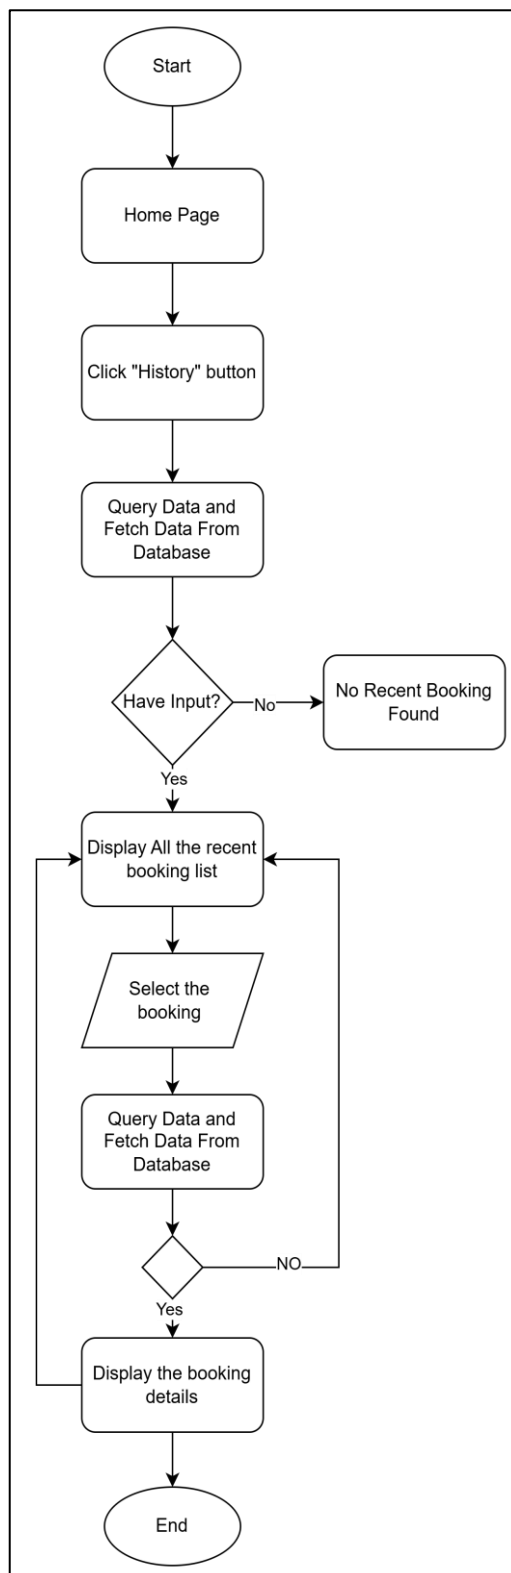 Start
Home Page
Click "History" button
Query Data and
Fetch Data From
Database
Have Input?
No
No Recent Booking
Found
Yes
Display All the recent
booking list
Select the
booking
Query Data and
Fetch Data From
Database
NO
Yes
Display the booking
details
End